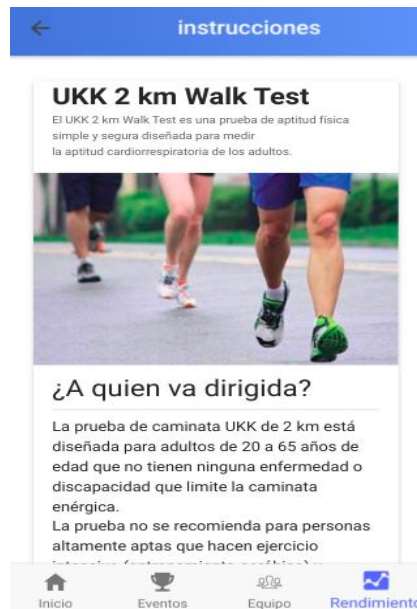 instrucciones
UKK 2 km Walk Test
El UKK 2 km Walk Test es una prueba de aptitud física
simple y segura diseñada para medir
la aptitud cardiorrespiratoria de los adultos.
¿A quien va dirigida?
La prueba de caminata UKK de 2 km está
diseñada para adultos de 20 a 65 años de
edad que no tienen ninguna enfermedad o
discapacidad que limite la caminata
enérgica.
La prueba no se recomienda para personas
altamente aptas que hacen ejercicio
Inicio Eventos Equipo Rendimiento